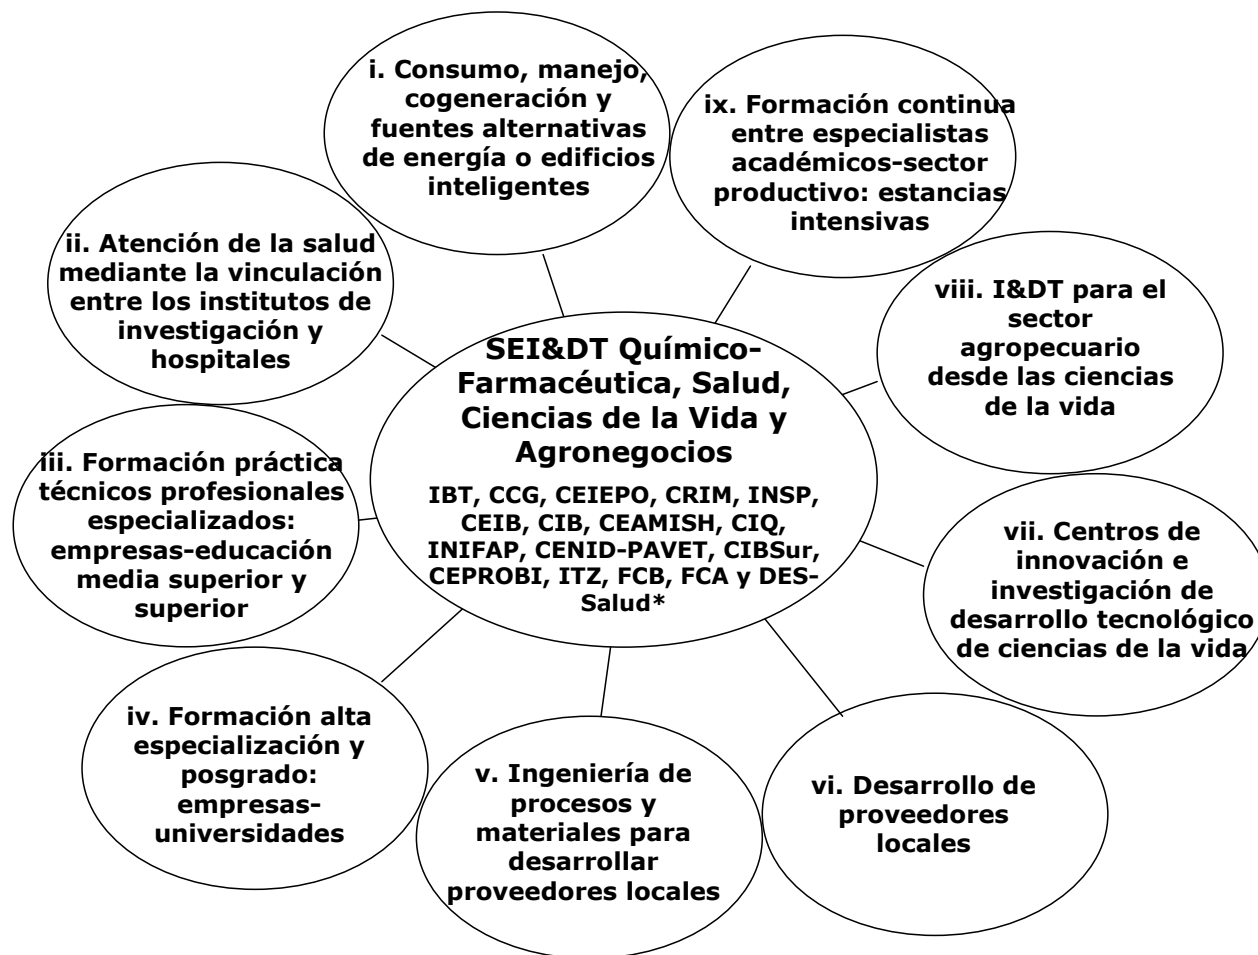 i. Consumo, manejo,
cogeneración y
fuentes alternativas
de energía o edificios
inteligentes
ix. Formación continua
entre especialistas
académicos-sector
productivo: estancias
intensivas
ii. Atención de la salud
mediante la vinculación
entre los institutos de
investigación y
hospitales
viii. I&DT para el
sector
agropecuario
desde las ciencias
de la vida
SEI&DT Químico-
Farmacéutica, Salud,
Ciencias de la Vida y
Agronegocios
IBT, CCG, CEIEPO, CRIM, INSP,
CEIB, CIB, CEAMISH, CIQ,
INIFAP, CENID-PAVET, CIBSur,
CEPROBI, ITZ, FCB, FCA y DES-
Salud*
iii. Formación práctica
técnicos profesionales
especializados:
empresas-educación
media superior y
superior
vii. Centros de
innovación e
investigación de
desarrollo tecnológico
de ciencias de la vida
iv. Formación alta
especialización y
posgrado:
empresas-
universidades
v. Ingeniería de
procesos y
materiales para
desarrollar
proveedores locales
vi. Desarrollo de
proveedores
locales